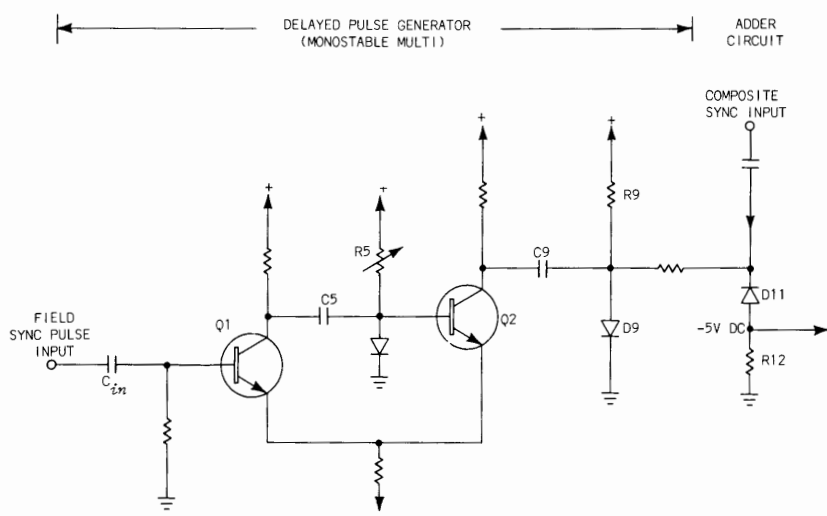 DELAYED PULSE GENERATOR
(MONOSTABLE MULTI)
ADDER
CIRCUIT
COMPOSITE
SYNC INPUT
+
+
+
+
R9
R5
C9
C5
Q1
Q2
D11
-5V DC
D9
R12
FIELD
SYNC PULSE
INPUT
Cin